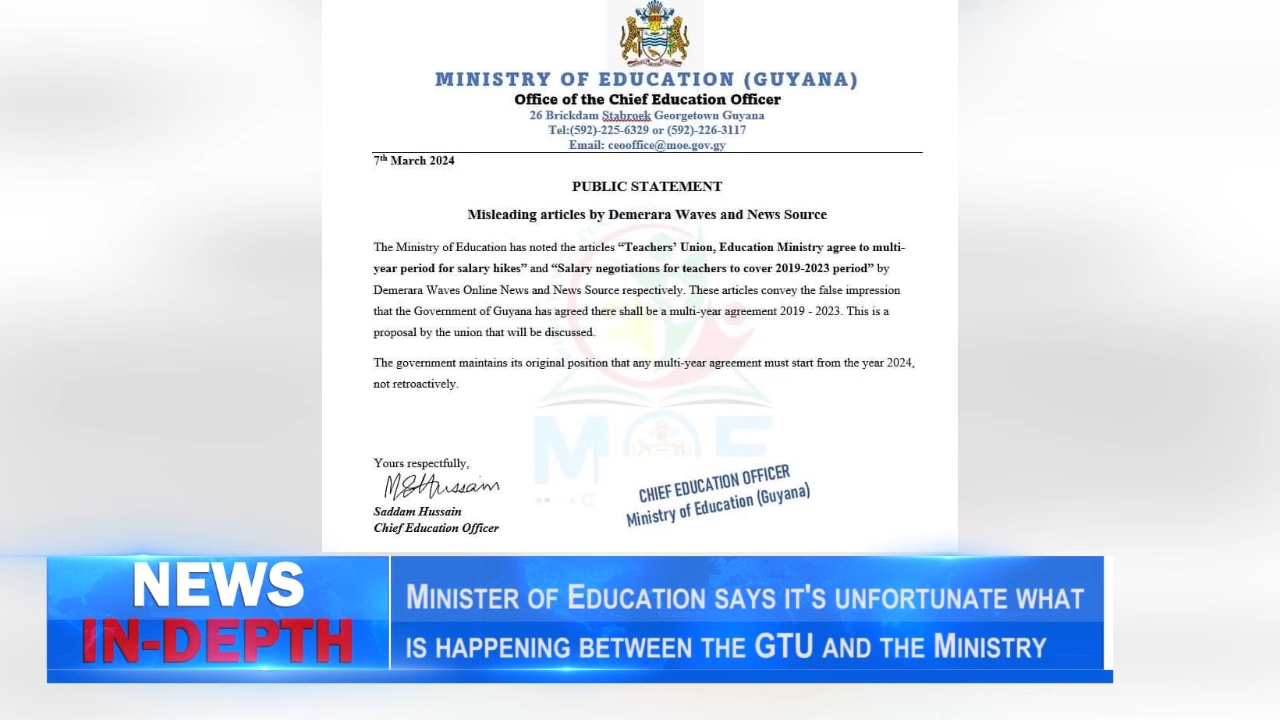 MINISTRY OF EDUCATION (GUYANA)
Office of the Chief Education Officer
26 Brickdam Stabroek Georgetown Guyana
Tel:(592)-225-6329 or (592)-226-3117
Email: ceooffice@moe.gov.gy
7th March 2024
PUBLIC STATEMENT
Misleading articles by Demerara Waves and News Source
The Ministry of Education has noted the articles “Teachers’ Union, Education Ministry agree to multi-
year period for salary hikes” and “Salary negotiations for teachers to cover 2019-2023 period” by
Demerara Waves Online News and News Source respectively. These articles convey the false impression
that the Government of Guyana has agreed there shall be a multi-year agreement 2019 - 2023. This is a
proposal by the union that will be discussed.
The government maintains its original position that any multi-year agreement must start from the year 2024,
not retroactively.
MOE
Yours respectfully,
MSHussain
Saddam Hussain
Chief Education Officer
CHIEF EDUCATION OFFICER
Ministry of Education (Guyana)
NEWS
IN-DEPTH
MINISTER OF EDUCATION SAYS IT'S UNFORTUNATE WHAT
IS HAPPENING BETWEEN THE GTU AND THE MINISTRY